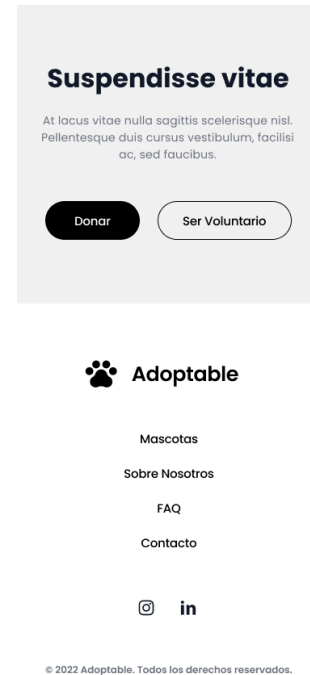 Suspendisse vitae
At lacus vitae nulla sagittis scelerisque nisl.
Pellentesque duis cursus vestibulum, facilisi
ac, sed faucibus.
Donar
Ser Voluntario
Adoptable
Mascotas
Sobre Nosotros
FAQ
Contacto
in
© 2022 Adoptable. Todos los derechos reservados.